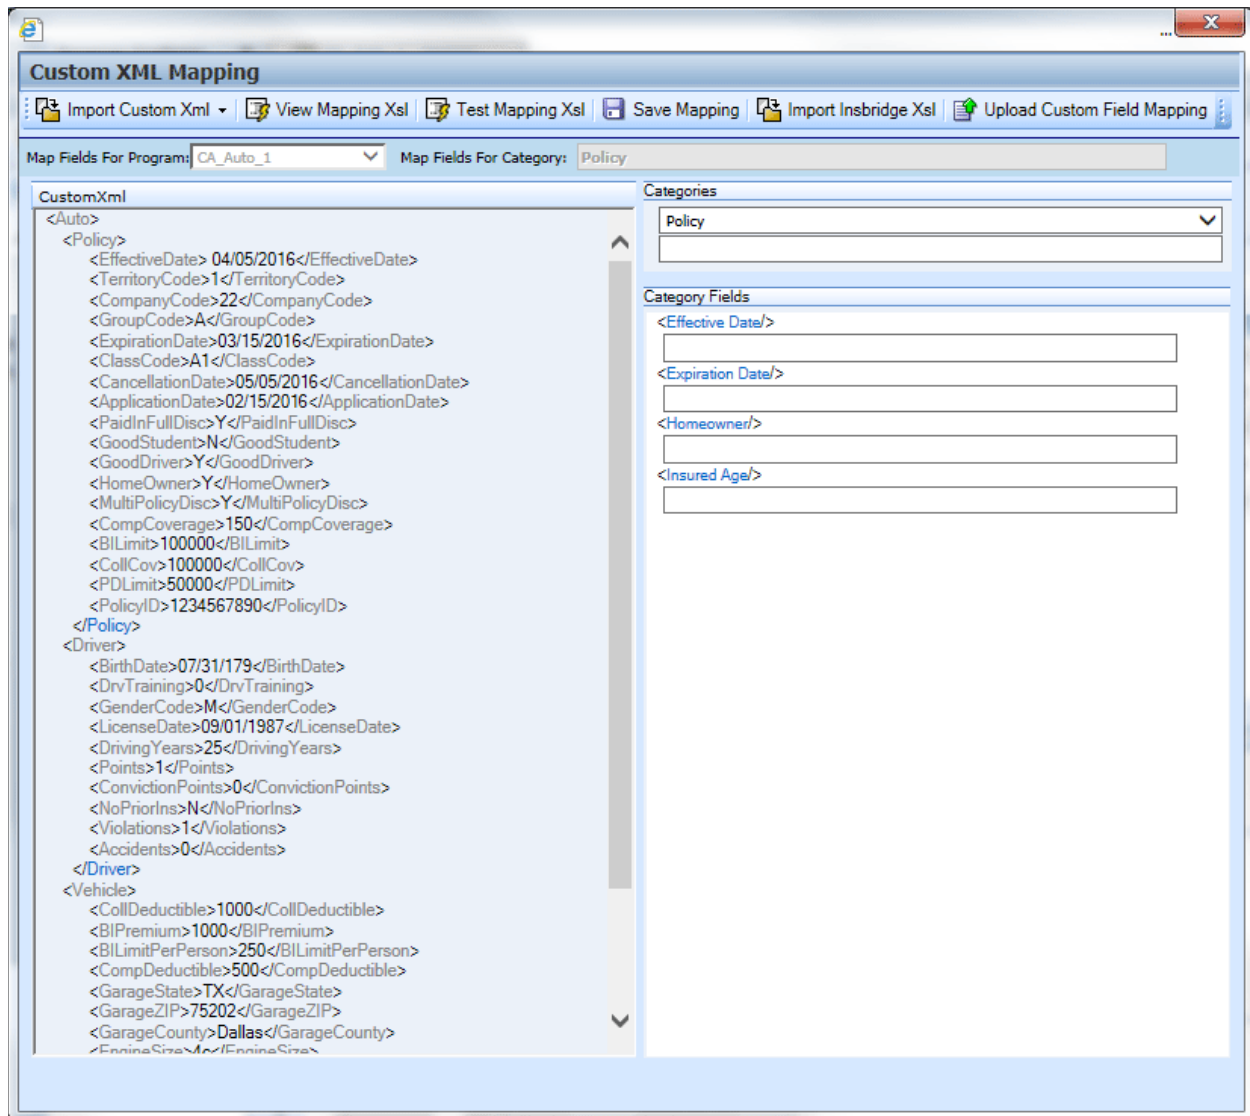 ...
Custom XML Mapping
Import Custom Xml View Mapping Xsl Test Mapping Xsl Save Mapping Import Insbridge Xsl Upload Custom Field Mapping
Map Fields For Program: CA_Auto_1 Map Fields For Category: Policy
CustomXml
<Auto>
<Policy>
<EffectiveDate> 04/05/2016</EffectiveDate>
<TerritoryCode>1</TerritoryCode>
<CompanyCode>22</CompanyCode>
<GroupCode>A</GroupCode>
<ExpirationDate>03/15/2016</ExpirationDate>
<ClassCode>A1</ClassCode>
<CancellationDate>05/05/2016</CancellationDate>
<ApplicationDate>02/15/2016</ApplicationDate>
<PaidInFullDisc>Y</PaidInFullDisc>
<GoodStudent>N</GoodStudent>
<GoodDriver>Y</GoodDriver>
<HomeOwner>Y</HomeOwner>
<MultiPolicyDisc>Y</MultiPolicyDisc>
<CompCoverage>150</CompCoverage>
<BILimit>100000</BILimit>
<CollCov>100000</CollCov>
<PDLimit>50000</PDLimit>
<PolicyID>1234567890</PolicyID>
</Policy>
<Driver>
<BirthDate>07/31/179</BirthDate>
<DrvTraining>0</DrvTraining>
<GenderCode>M</GenderCode>
<LicenseDate>09/01/1987</LicenseDate>
<DrivingYears>25</DrivingYears>
<Points>1</Points>
<ConvictionPoints>0</ConvictionPoints>
<NoPriorIns>N</NoPriorIns>
<Violations>1</Violations>
<Accidents>0</Accidents>
</Driver>
<Vehicle>
<CollDeductible>1000</CollDeductible>
<BIPremium>1000</BIPremium>
<BILimitPerPerson>250</BILimitPerPerson>
<CompDeductible>500</CompDeductible>
<GarageState>TX</GarageState>
<GarageZIP>75202</GarageZIP>
<GarageCounty>Dallas</GarageCounty>
<EngineSize>4c</EngineSize>
Categories
Policy
Category Fields
<Effective Date/>
<Expiration Date/>
<Homeowner/>
<Insured Age/>